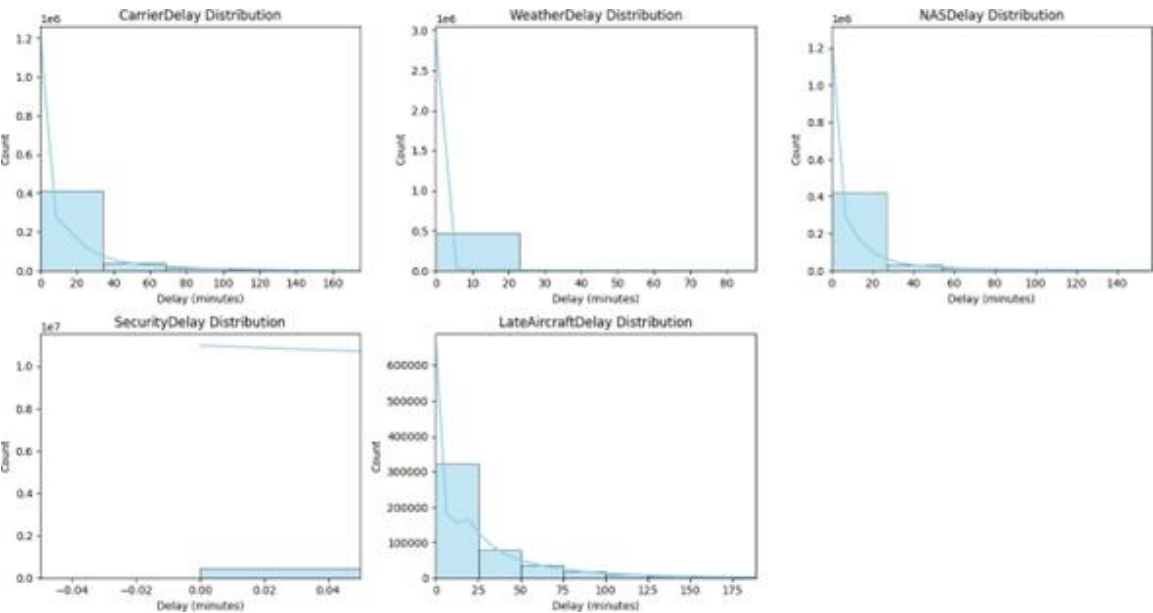 CarrierDelay Distribution
1e6
1.2
1.0
0.8
0.6
0.4
0.2
0.0
Count
0 20 40 60 80 100 120 140 160
Delay (minutes)
WeatherDelay Distribution
1e6
3.0
2.5
2.0
1.5
1.0
0.5
0.0
Count
0 10 20 30 40 50 60 70 80
Delay (minutes)
NASDelay Distribution
1e6
1.2
1.0
0.8
0.6
0.4
0.2
0.0
Count
0 20 40 60 80 100 120 140
Delay (minutes)
SecurityDelay Distribution
1e7
1.0
0.8
0.6
0.4
0.2
0.0
Count
−0.04 −0.02 0.00 0.02 0.04
Delay (minutes)
LateAircraftDelay Distribution
600000
500000
400000
300000
200000
100000
0
Count
0 25 50 75 100 125 150 175
Delay (minutes)